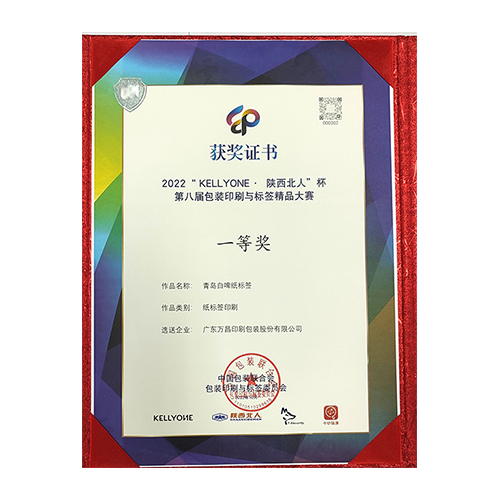 000202
获奖证书
2022“KELLYONE· 陕西北人”杯
第八届包装印刷与标签精品大赛
一等奖
作品名称: 青岛白啤纸标签
作品类别: 纸标签印刷
选送企业: 广东万昌印刷包装股份有限公司
中国包装联合会
包装印刷与标签委员会
KELLYONE 陕西北人